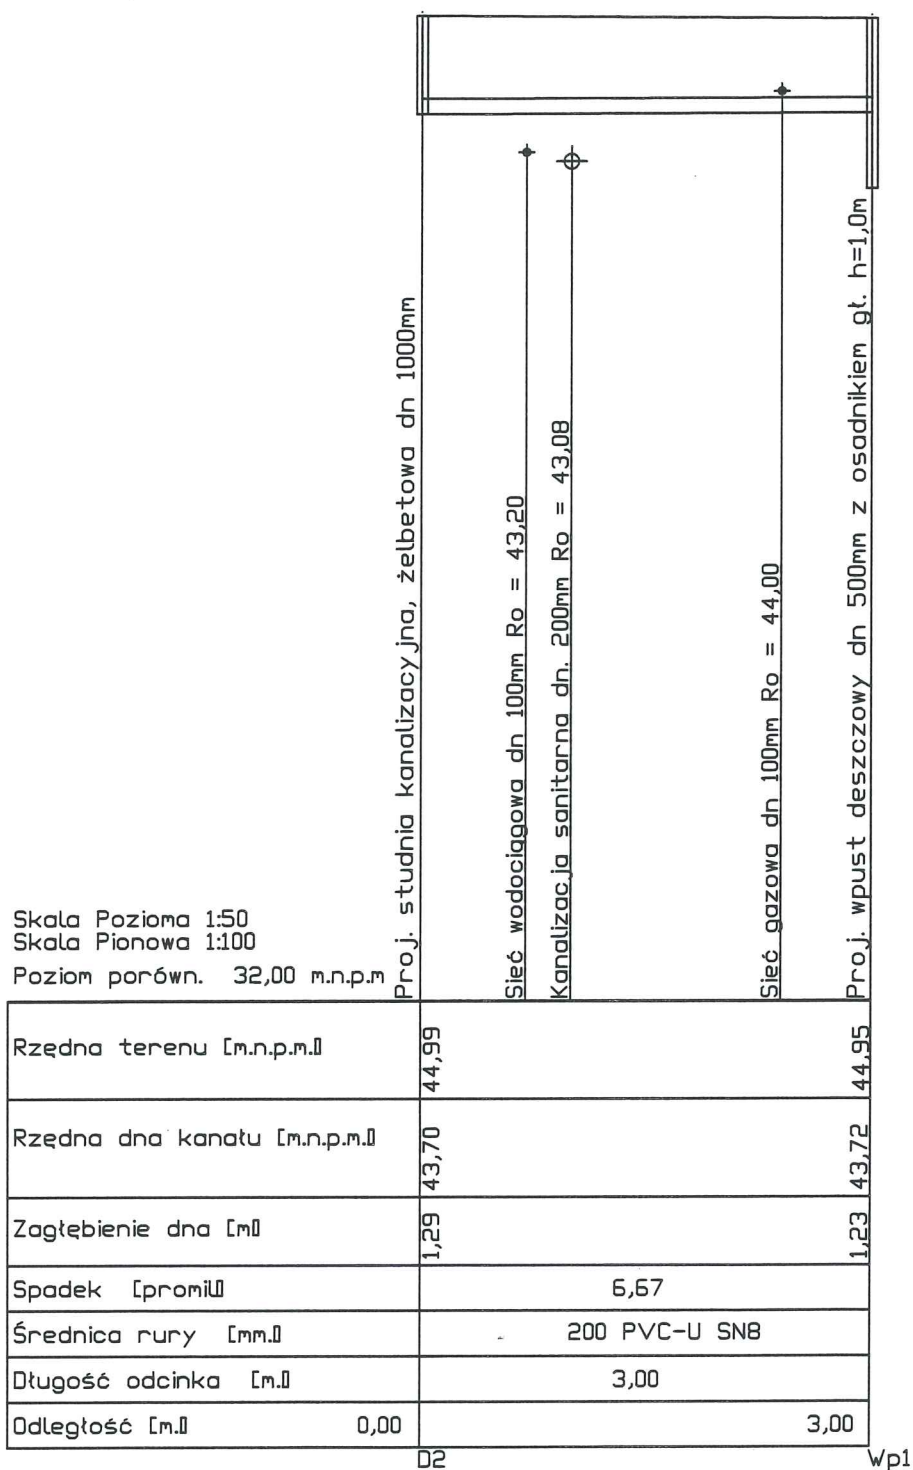 Proj. studnia kanalizacyjna, żelbetowa dn 1000mm
Sieć wodociągowa dn 100mm Ro = 43,20
Kanalizacja sanitarna dn. 200mm Ro = 43,08
Sieć gazowa dn 100mm Ro = 44,00
Proj. wpust deszczowy dn 500mm z osadnikiem gł. h=1,0m
Skala Pozioma 1:50
Skala Pionowa 1:100
Poziom porówn. 32,00 m.n.p.m
Rzędna terenu [m.n.p.m.] 44,99 44,95
Rzędna dna kanału [m.n.p.m.] 43,70 43,72
Zagłębienie dna [m] 1,29 1,23
Spadek [promil] 6,67
Średnica rury [mm.] 200 PVC-U SN8
Długość odcinka [m.] 3,00
Odległość [m.] 0,00 3,00
D2 Wp1